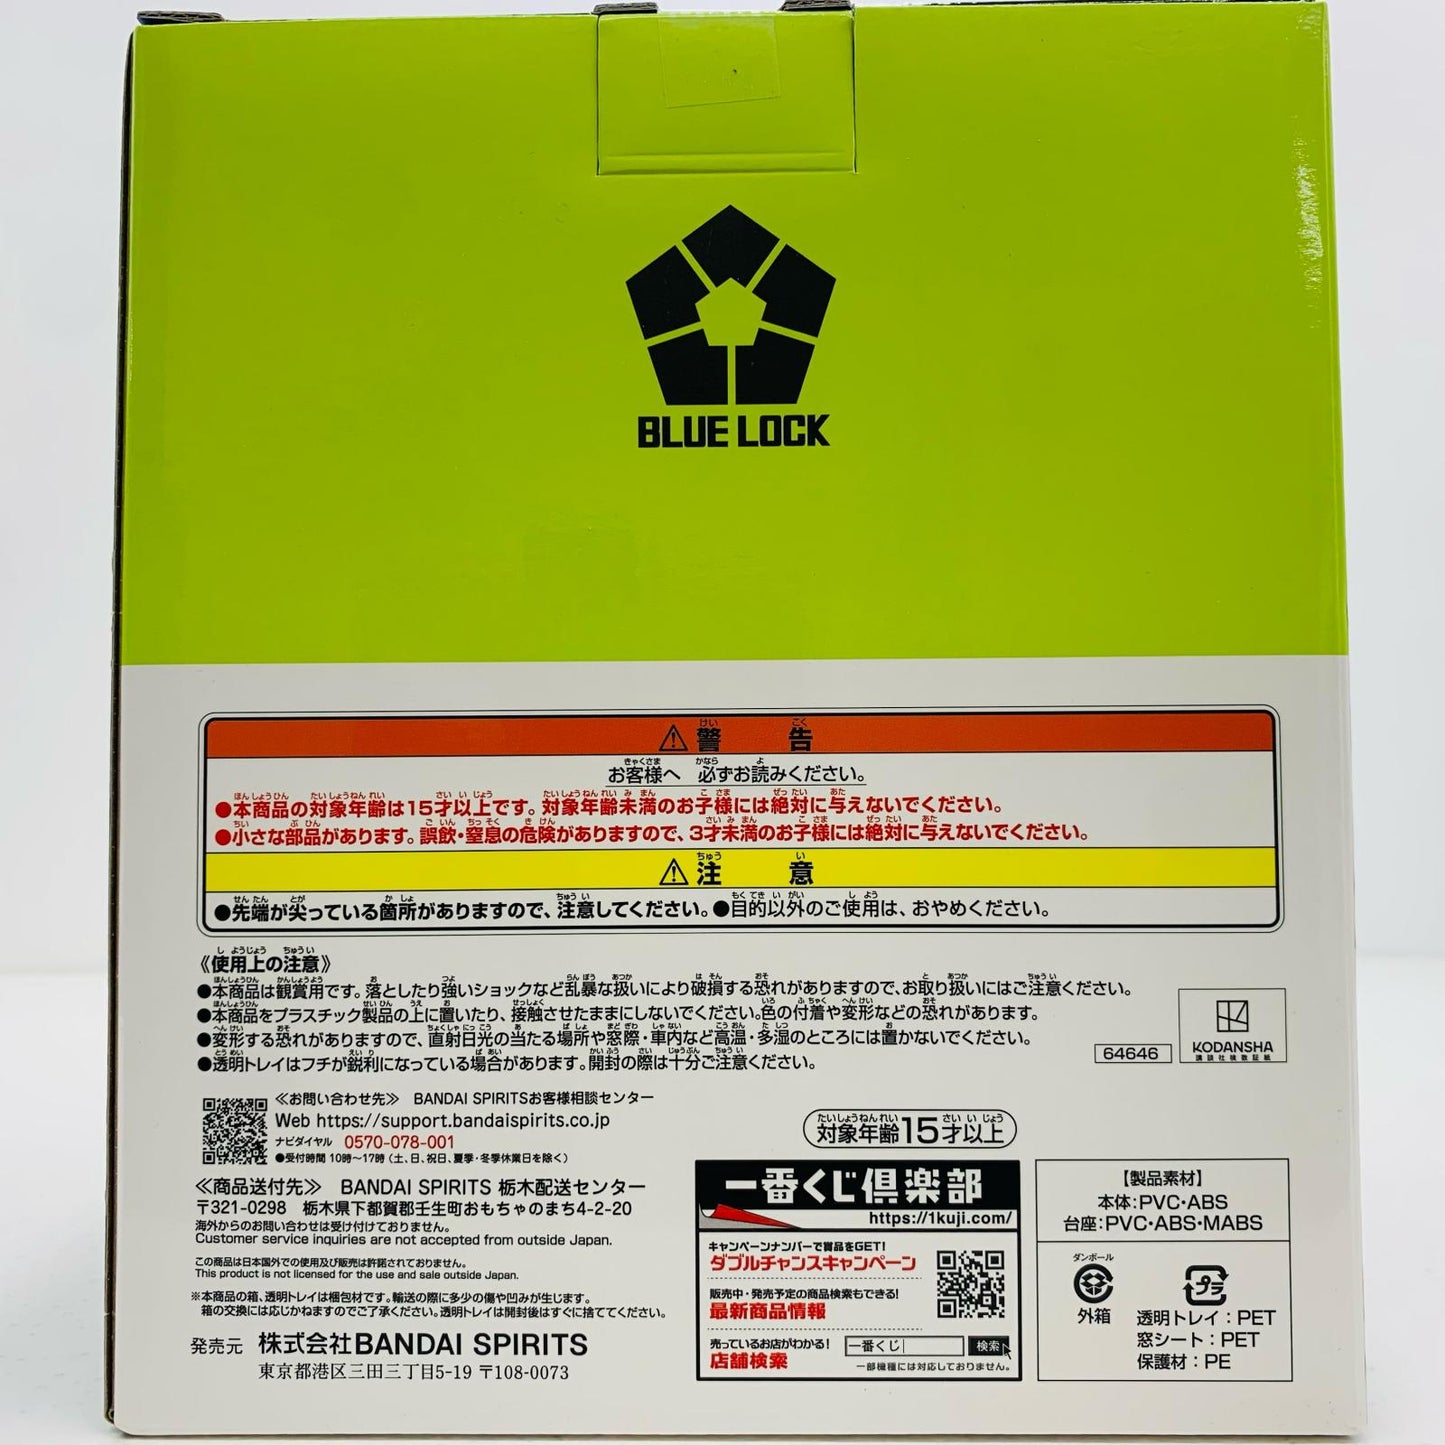 BLUE LOCK
警告
お客様へ 必ずお読みください。
●本商品の対象年齢は15才以上です。対象年齢未満のお子様には絶対に与えないでください。
●小さな部品があります。誤飲・窒息の危険がありますので、3才未満のお子様には絶対に与えないでください。
注意
●先端が尖っている箇所がありますので、注意してください。●目的以外のご使用は、おやめください。
《使用上の注意》
●本商品は観賞用です。落としたり強いショックなど乱暴な扱いにより破損する恐れがありますので、お取り扱いにはご注意ください。
●本商品をプラスチック製品の上に置いたり、接触させたままにしないでください。色の付着や変形などの恐れがあります。
●変形する恐れがありますので、直射日光の当たる場所や窓際・車内など高温・多湿のところには置かないでください。
●透明トレイはフチが鋭利になっている場合があります。開封の際は十分ご注意ください。
64646
KODANSHA
講談社検数証紙
≪お問い合わせ先≫ BANDAI SPIRITSお客様相談センター
Web https://support.bandaispirits.co.jp
ナビダイヤル 0570-078-001
●受付時間 10時〜17時(土、日、祝日、夏季・冬季休業日を除く)
対象年齢15才以上
≪商品送付先≫ BANDAI SPIRITS 栃木配送センター
〒321-0298 栃木県下都賀郡壬生町おもちゃのまち4-2-20
海外からのお問い合わせは受け付けておりません。
Customer service inquiries are not accepted from outside Japan.
この商品は日本国外での使用及び販売は許諾されておりません。
This product is not licensed for the use and sale outside Japan.
※本商品の箱、透明トレイは梱包材です。輸送の際に多少の傷や凹みが生じます。
箱の交換には応じかねますのでご了承ください。透明トレイは開封後はすぐに捨ててください。
発売元 株式会社BANDAI SPIRITS
東京都港区三田三丁目5-19 〒108-0073
一番くじ倶楽部
https://1kuji.com/
キャンペーンナンバーで賞品をGET!
ダブルチャンスキャンペーン
販売中・発売予定の商品検索もできる!
最新商品情報
売っているお店がわかる!
店舗検索
一番くじ 検索
一部機種には対応しておりません。
【製品素材】
本体:PVC・ABS
台座:PVC・ABS・MABS
ダンボール
外箱
プラ
透明トレイ:PET
窓シート:PET
保護材:PE